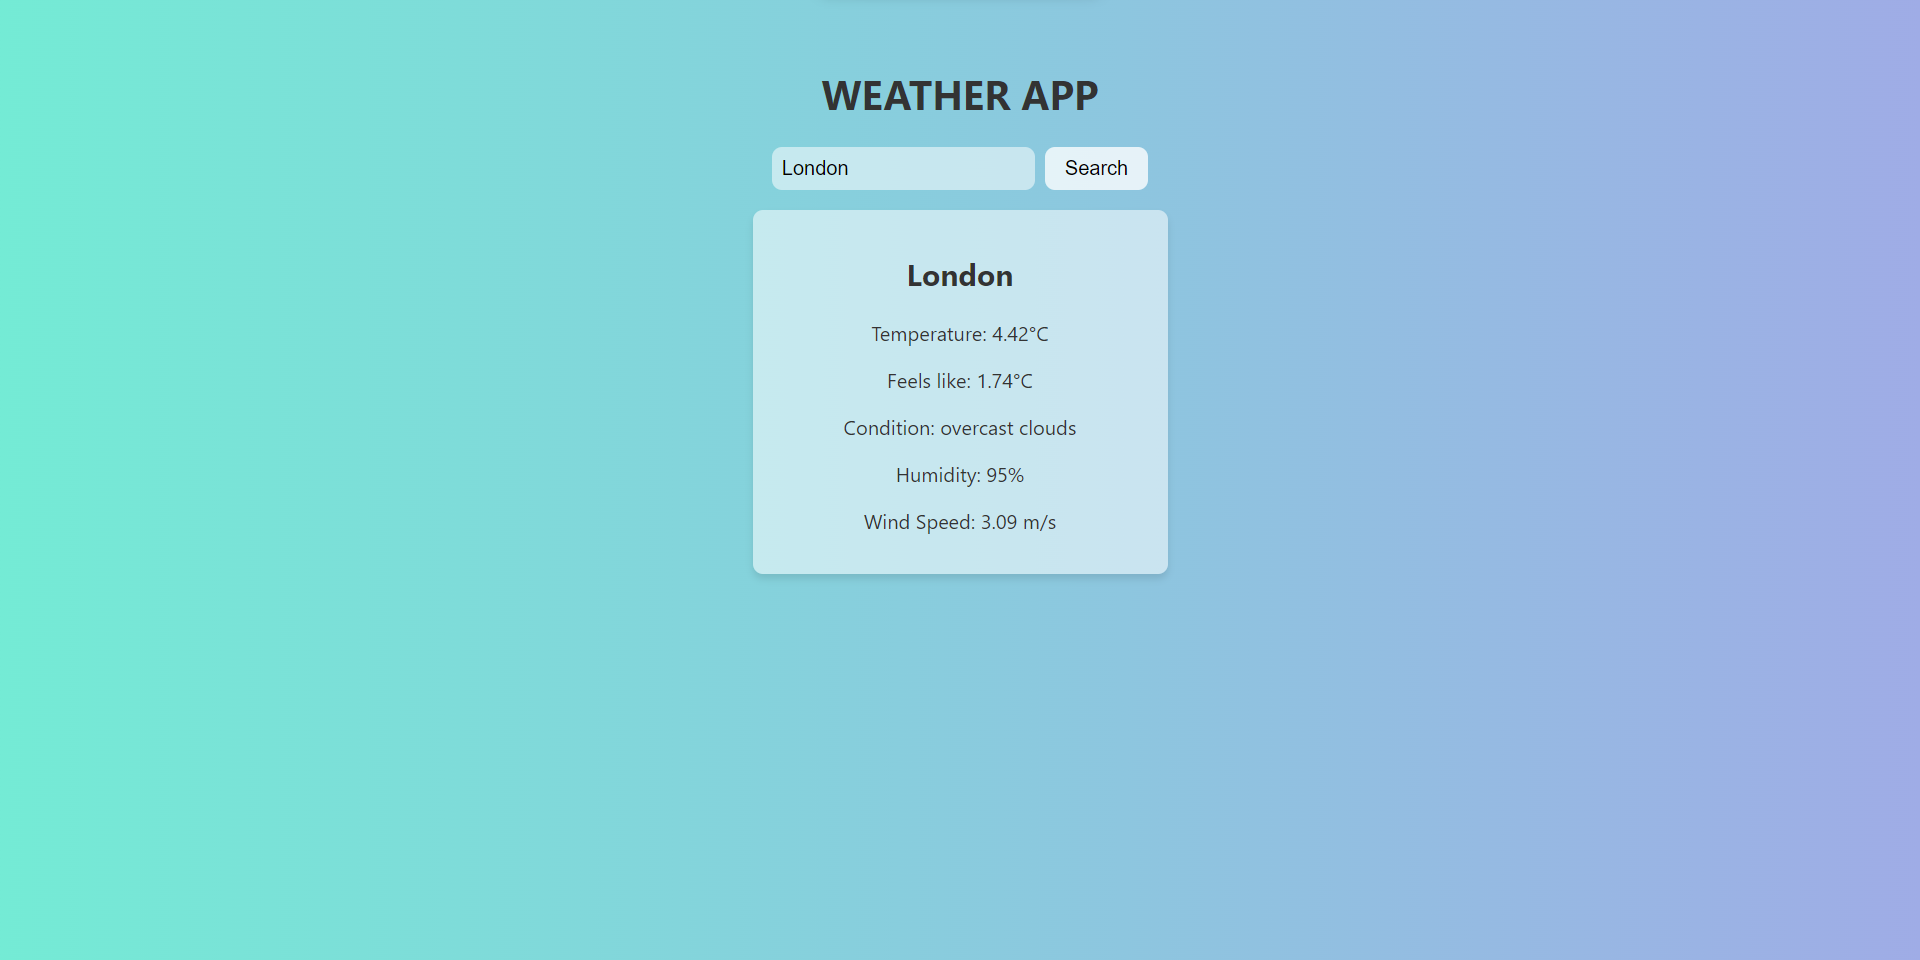 WEATHER APP
London
Search
London
Temperature: 4.42°C
Feels like: 1.74°C
Condition: overcast clouds
Humidity: 95%
Wind Speed: 3.09 m/s